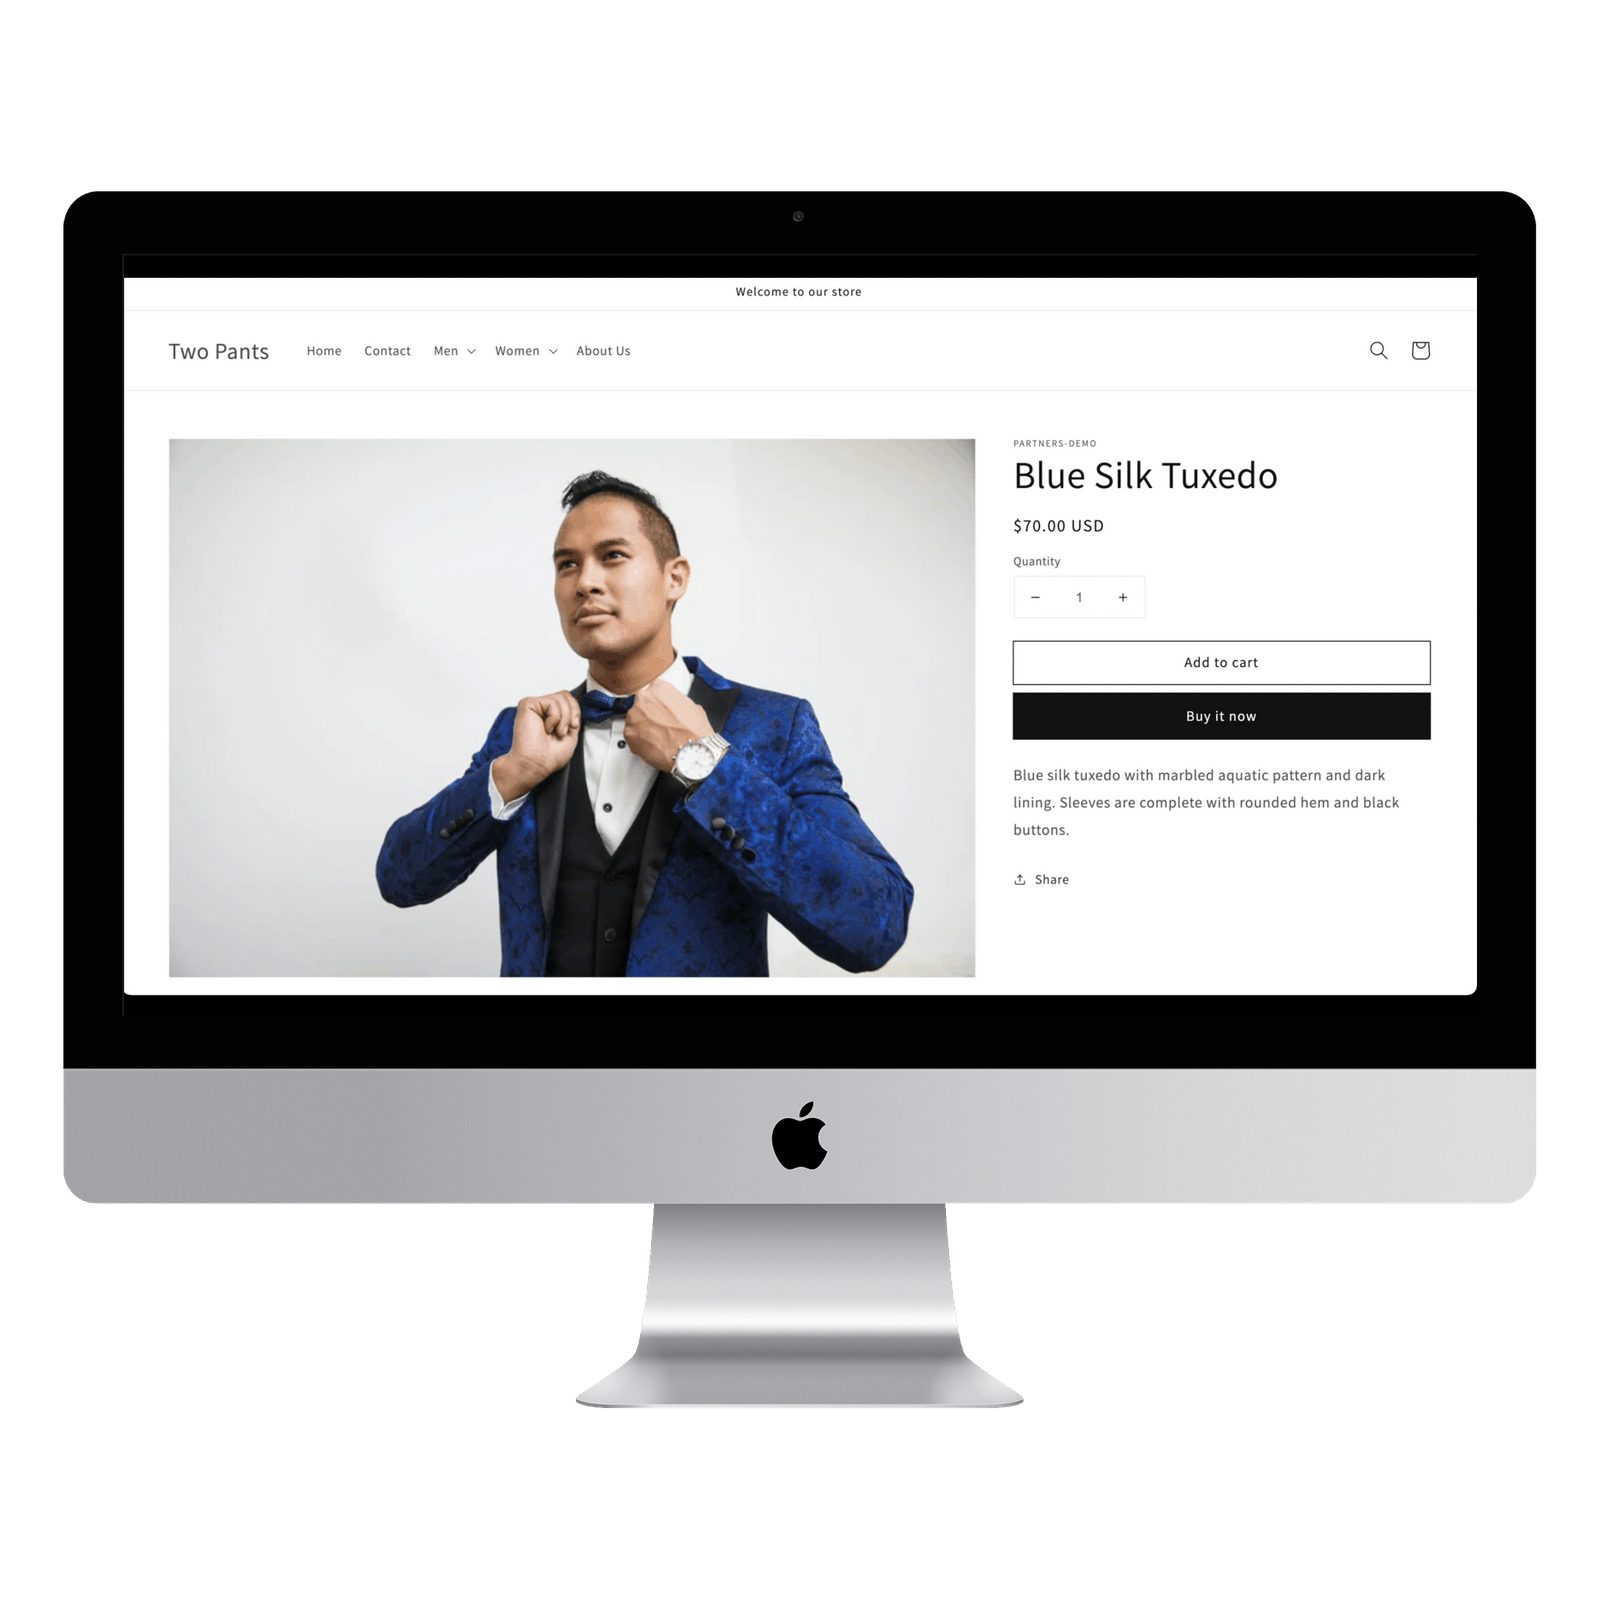 Welcome to our store
Two Pants Home Contact Men Women About Us
PARTNERS-DEMO
Blue Silk Tuxedo
$70.00 USD
Quantity
− 1 +
Add to cart
Buy it now
Blue silk tuxedo with marbled aquatic pattern and dark
lining. Sleeves are complete with rounded hem and black
buttons.
Share